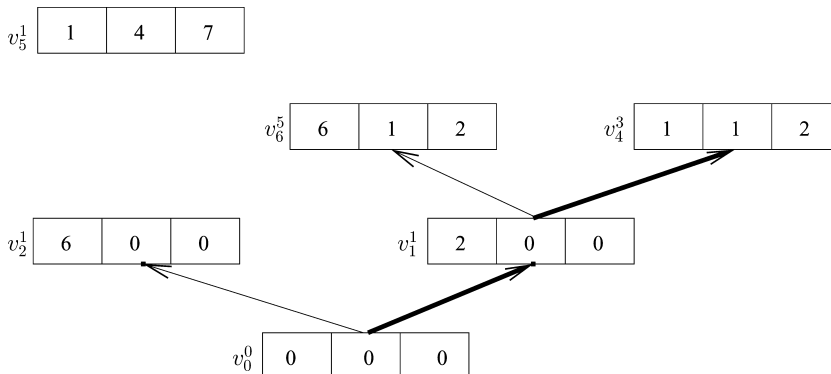 v_5^1 1 4 7
v_6^5 6 1 2 v_4^3 1 1 2
v_2^1 6 0 0 v_1^1 2 0 0
v_0^0 0 0 0